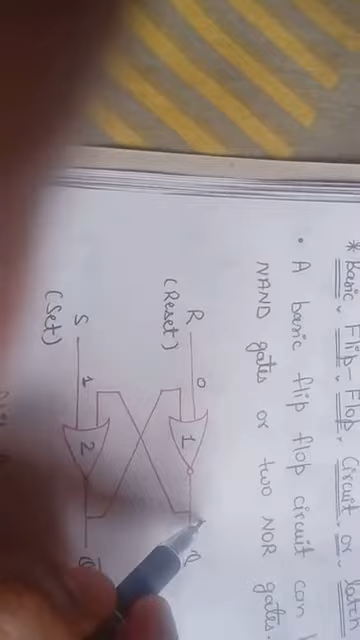 * Basic Flip-Flop Circuit or
• A basic flip flop circuit can
NAND gates or two NOR gates
R 0 1 Q
(Reset)
S 1 2
(Set)